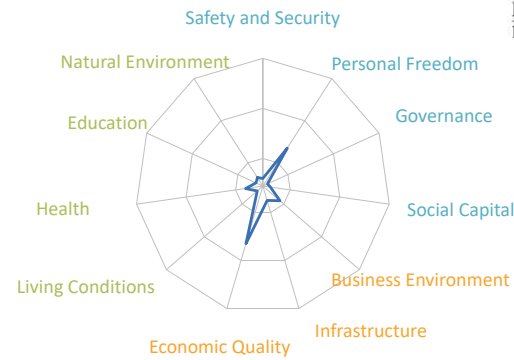 Safety and Security
Natural Environment
Personal Freedom
Education
Governance
Health
Social Capital
Living Conditions
Business Environment
Infrastructure
Economic Quality